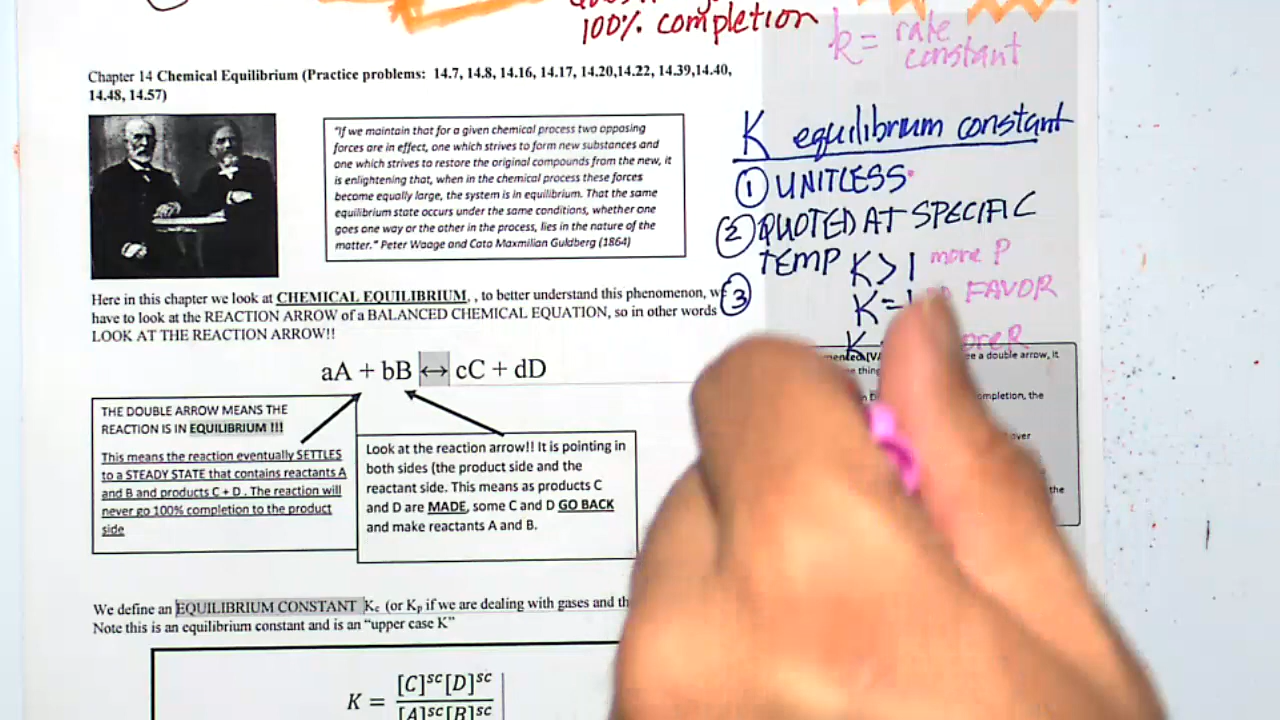 100% completion
k = rate
constant
Chapter 14 Chemical Equilibrium (Practice problems: 14.7, 14.8, 14.16, 14.17, 14.20,14.22, 14.39,14.40,
14.48, 14.57)
"If we maintain that for a given chemical process two opposing
forces are in effect, one which strives to form new substances and
one which strives to restore the original compounds from the new, it
is enlightening that, when in the chemical process these forces
become equally large, the system is in equilibrium. That the same
equilibrium state occurs under the same conditions, whether one
goes one way or the other in the process, lies in the nature of the
matter." Peter Waage and Cato Maxmilian Guldberg (1864)
K equilibrium constant
① UNITLESS
② QUOTED AT SPECIFIC
TEMP
③
K>1 more P
K= FAVOR
K
Here in this chapter we look at CHEMICAL EQUILIBRIUM, , to better understand this phenomenon,
have to look at the REACTION ARROW of a BALANCED CHEMICAL EQUATION, so in other words
LOOK AT THE REACTION ARROW!!
aA + bB ↔ cC + dD
THE DOUBLE ARROW MEANS THE
REACTION IS IN EQUILIBRIUM !!!
This means the reaction eventually SETTLES
to a STEADY STATE that contains reactants A
and B and products C + D . The reaction will
never go 100% completion to the product
side
Look at the reaction arrow!! It is pointing in
both sides (the product side and the
reactant side. This means as products C
and D are MADE, some C and D GO BACK
and make reactants A and B.
e a double arrow, it
the
We define an EQUILIBRIUM CONSTANT Kc (or Kp if we are dealing with gases and
Note this is an equilibrium constant and is an "upper case K"
K = [C]^sc[D]^sc
[A]^sc[B]^sc